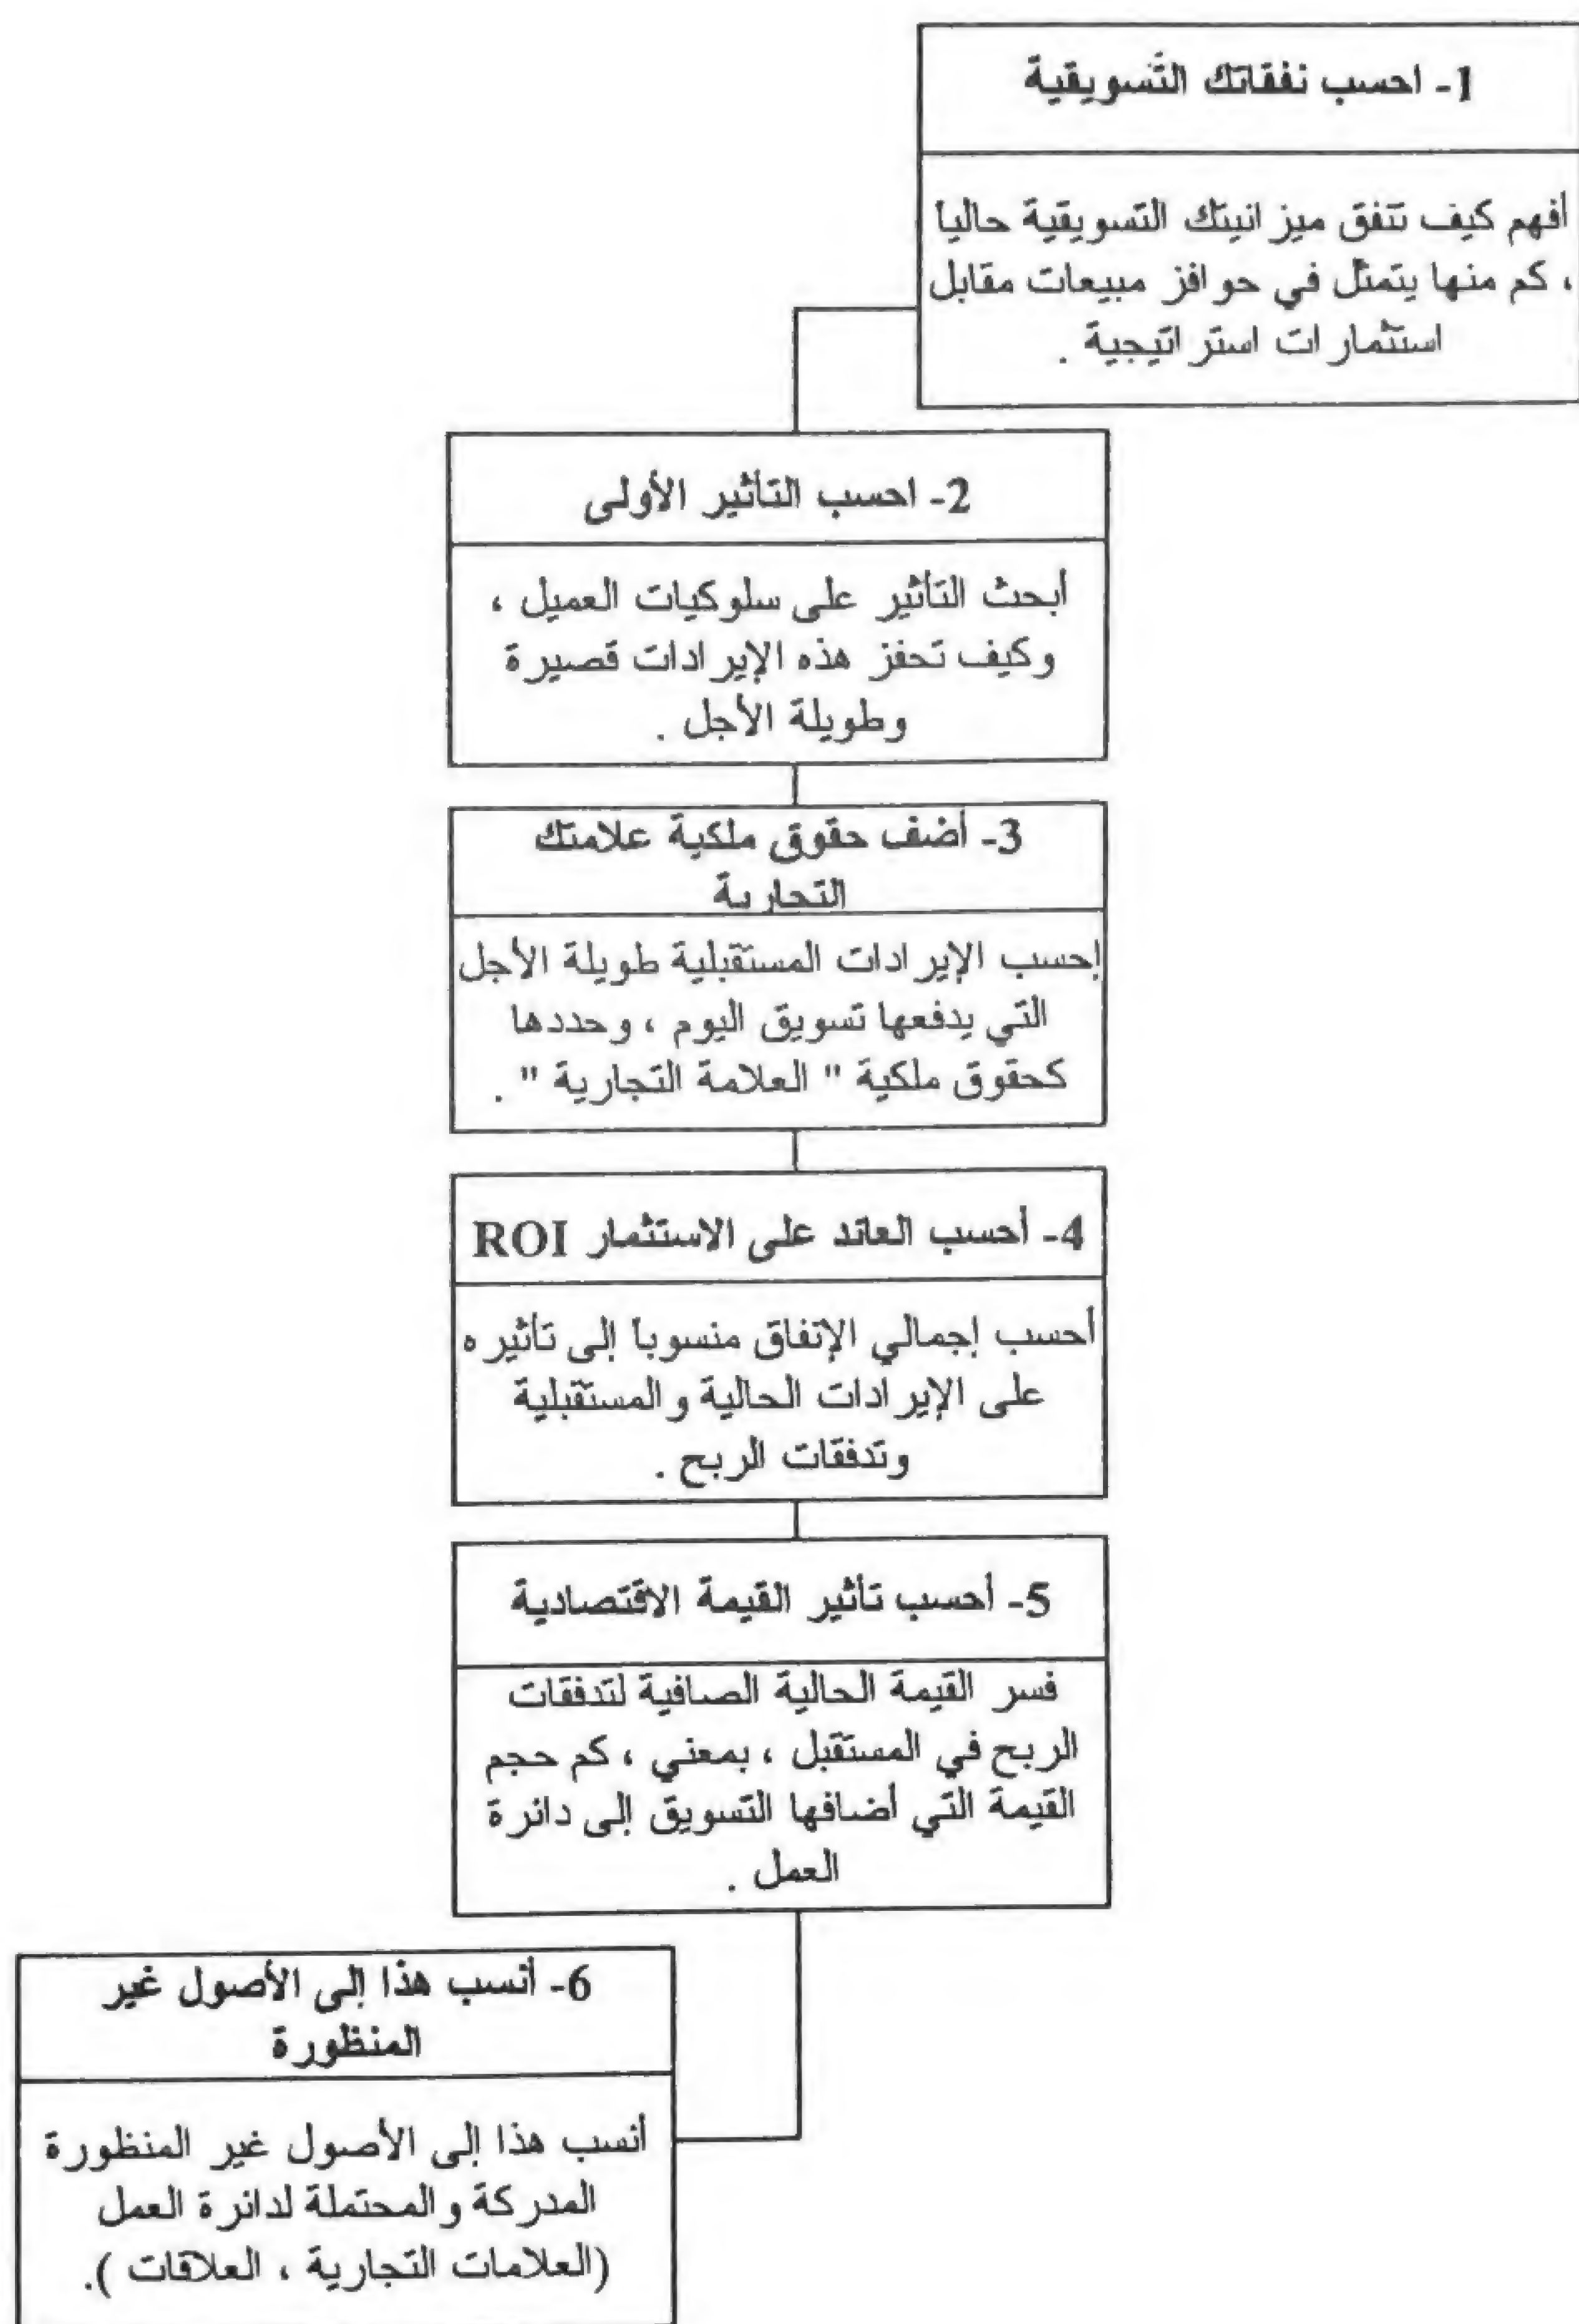 1- احسب نفقاتك التسويقية
أفهم كيف تنفق ميزانيتك التسويقية حاليا
، كم منها يتمثل في حوافز مبيعات مقابل
استثمارات استراتيجية .
2- احسب التأثير الأولى
أبحث التأثير على سلوكيات العميل ،
وكيف تحفز هذه الإيرادات قصيرة
وطويلة الأجل .
3- أضف حقوق ملكية علامتك
التجارية
إحسب الإيرادات المستقبلية طويلة الأجل
التي يدفعها تسويق اليوم ، وحددها
كحقوق ملكية " العلامة التجارية " .
4- أحسب العائد على الاستثمار ROI
أحسب إجمالي الإنفاق منسوبا إلى تأثيره
على الإيرادات الحالية والمستقبلية
وتدفقات الربح .
5- أحسب تأثير القيمة الاقتصادية
فسر القيمة الحالية الصافية لتدفقات
الربح في المستقبل ، بمعني ، كم حجم
القيمة التي أضافها التسويق إلى دائرة
العمل .
6- أنسب هذا إلى الأصول غير
المنظورة
أنسب هذا إلى الأصول غير المنظورة
المدركة والمحتملة لدائرة العمل
(العلامات التجارية ، العلاقات ).